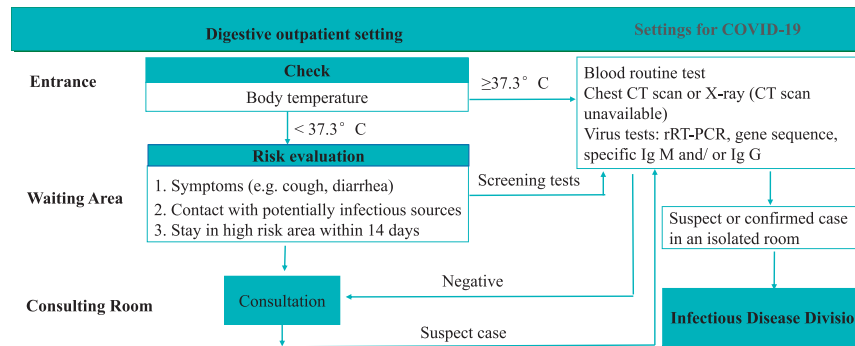 Digestive outpatient setting
Settings for COVID-19
Entrance
Check
Body temperature
≥37.3° C
< 37.3° C
Blood routine test
Chest CT scan or X-ray (CT scan
unavailable)
Virus tests: rRT-PCR, gene sequence,
specific Ig M and/ or Ig G
Waiting Area
Risk evaluation
1. Symptoms (e.g. cough, diarrhea)
2. Contact with potentially infectious sources
3. Stay in high risk area within 14 days
Screening tests
Suspect or confirmed case
in an isolated room
Negative
Consulting Room
Consultation
Infectious Disease Divisio
Suspect case